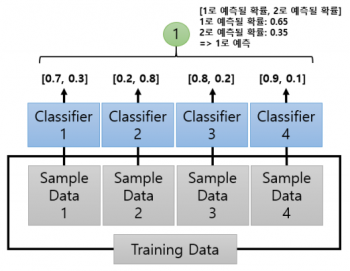 [1로 예측될 확률, 2로 예측될 확률]
1로 예측될 확률: 0.65
2로 예측될 확률: 0.35
=> 1로 예측
1
[0.7, 0.3]
[0.2, 0.8]
[0.8, 0.2]
[0.9, 0.1]
Classifier
1
Classifier
2
Classifier
3
Classifier
4
Sample
Data
1
Sample
Data
2
Sample
Data
3
Sample
Data
4
Training Data